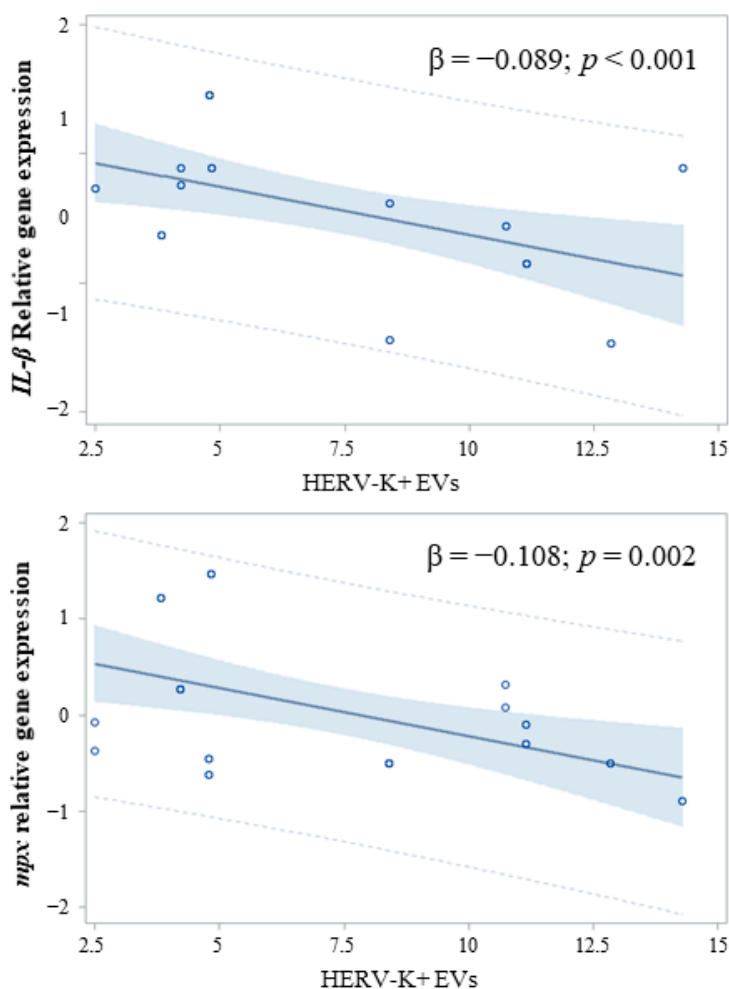 β = −0.089; p < 0.001
IL-β Relative gene expression
2
1
0
−1
−2
2.5 5 7.5 10 12.5 15
HERV-K+ EVs
β = −0.108; p = 0.002
mpx relative gene expression
2
1
0
−1
−2
2.5 5 7.5 10 12.5 15
HERV-K+ EVs